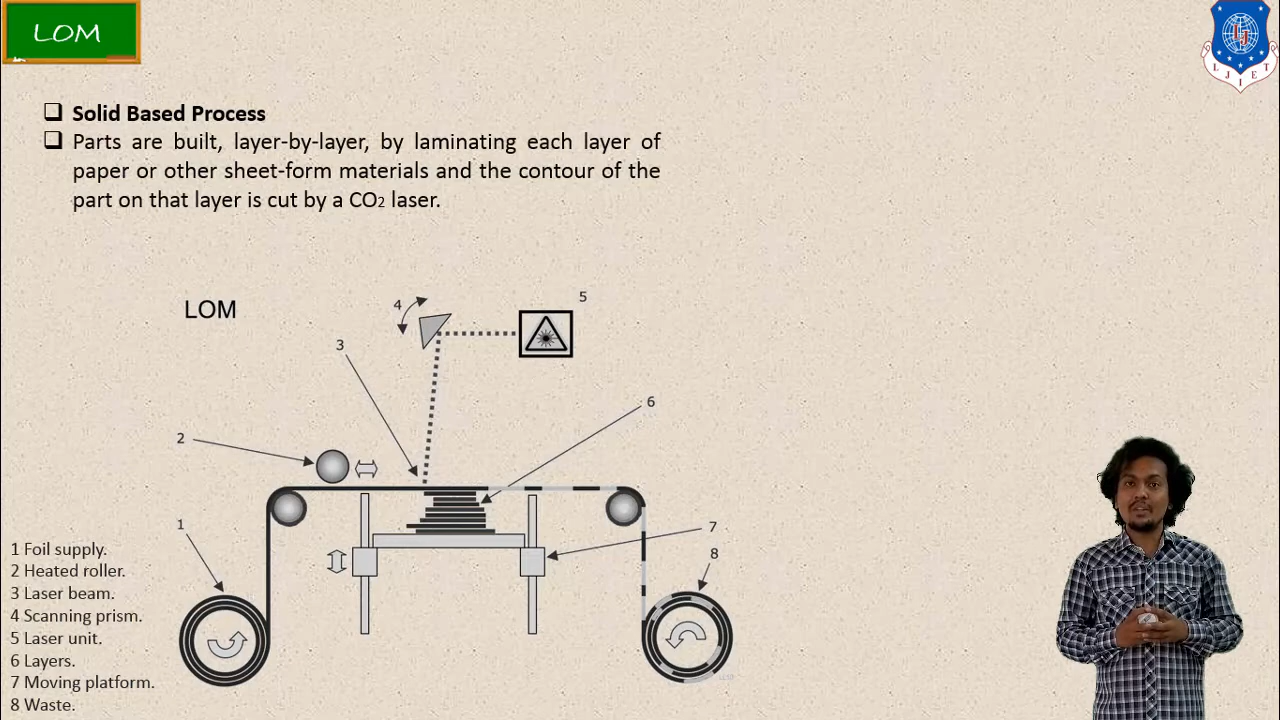 LOM
L J I E T
❑ Solid Based Process
❑ Parts are built, layer-by-layer, by laminating each layer of
paper or other sheet-form materials and the contour of the
part on that layer is cut by a CO₂ laser.
LOM
4
5
3
6
2
1
7
8
1 Foil supply.
2 Heated roller.
3 Laser beam.
4 Scanning prism.
5 Laser unit.
6 Layers.
7 Moving platform.
8 Waste.